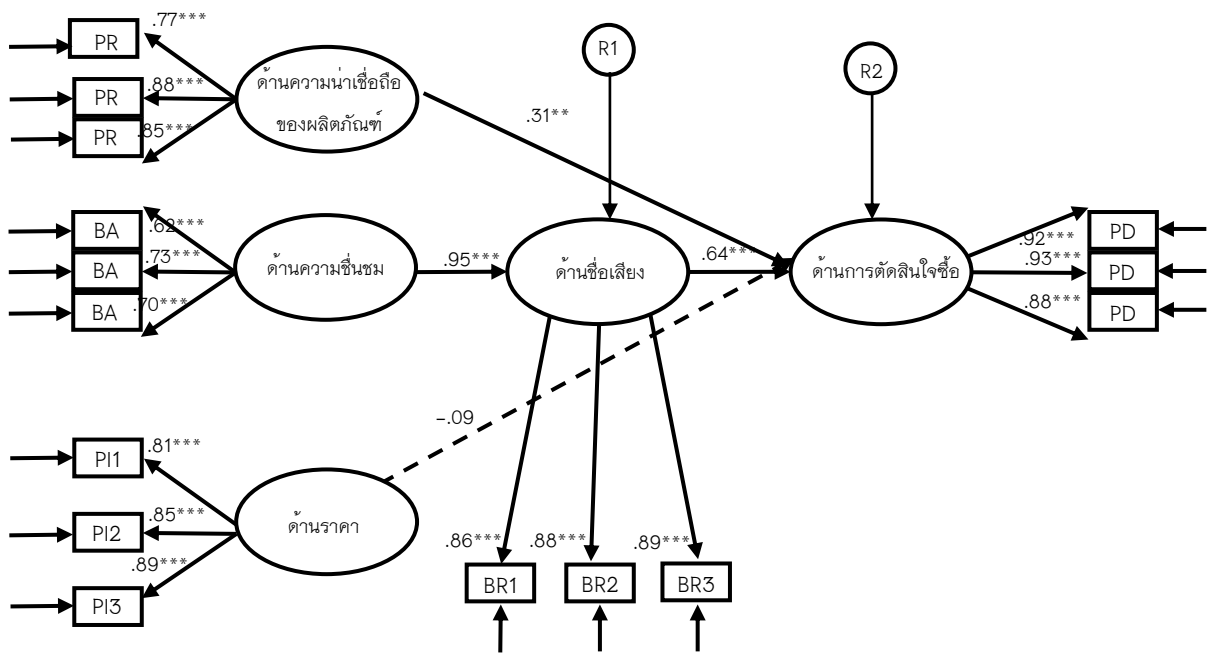 .77***
PR
.88***
PR
.85***
PR
ด้านความน่าเชื่อถือ
ของผลิตภัณฑ์
R1
R2
.31**
.62***
BA
.73***
BA
.70***
BA
ด้านความชื่นชม
.95***
ด้านชื่อเสียง
.64***
ด้านการตัดสินใจซื้อ
.92***
PD
.93***
PD
.88***
PD
-.09
.81***
PI1
.85***
PI2
.89***
PI3
ด้านราคา
.86***
.88***
.89***
BR1
BR2
BR3